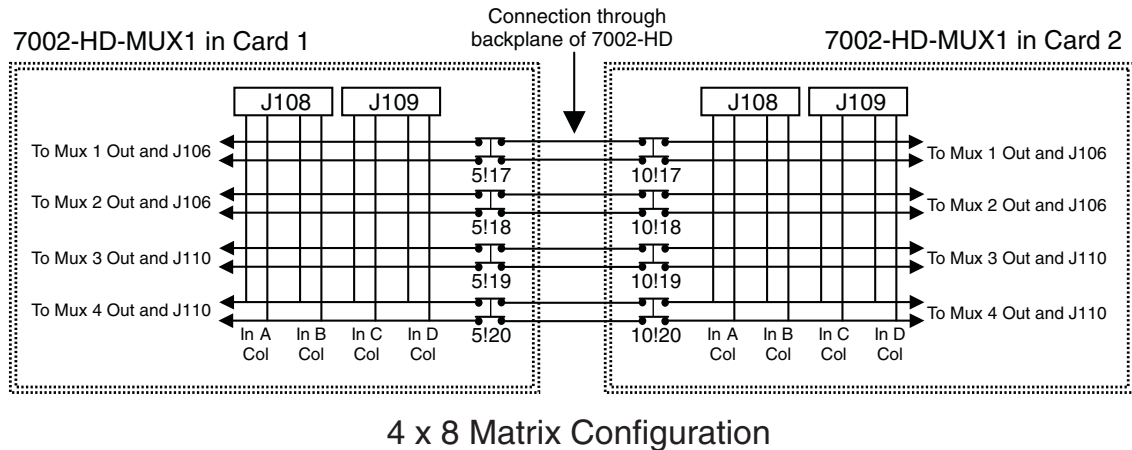 Connection through
backplane of 7002-HD
7002-HD-MUX1 in Card 1
7002-HD-MUX1 in Card 2
J108
J109
J108
J109
To Mux 1 Out and J106
5!17
10!17
To Mux 1 Out and J106
To Mux 2 Out and J106
5!18
10!18
To Mux 2 Out and J106
To Mux 3 Out and J110
5!19
10!19
To Mux 3 Out and J110
To Mux 4 Out and J110
5!20
10!20
To Mux 4 Out and J110
In A
Col
In B
Col
In C
Col
In D
Col
In A
Col
In B
Col
In C
Col
In D
Col
4 x 8 Matrix Configuration